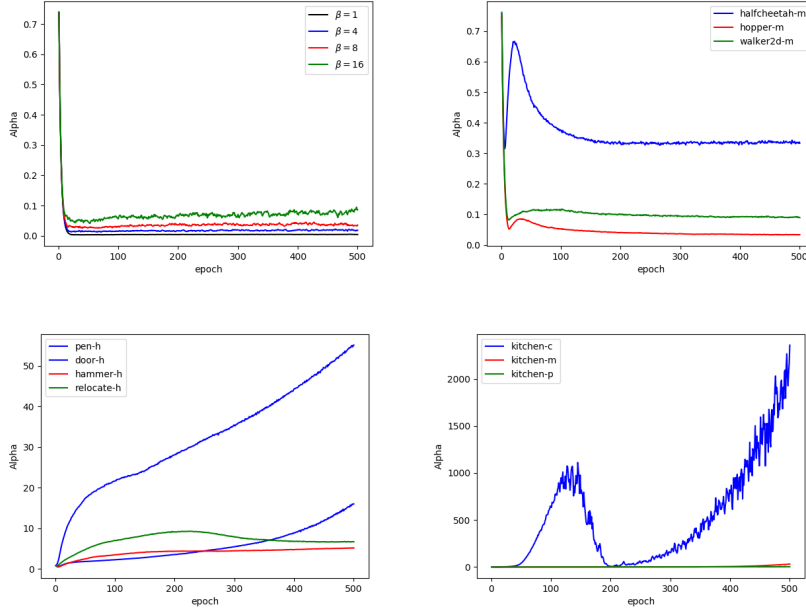 0.7
0.6
0.5
0.4
0.3
0.2
0.1
0.0
Alpha
0
100
200
300
400
500
epoch
β = 1
β = 4
β = 8
β = 16
0.7
0.6
0.5
0.4
0.3
0.2
0.1
0.0
Alpha
0
100
200
300
400
500
epoch
halfcheetah-m
hopper-m
walker2d-m
50
40
30
20
10
0
Alpha
0
100
200
300
400
500
epoch
pen-h
door-h
hammer-h
relocate-h
2000
1500
1000
500
0
Alpha
0
100
200
300
400
500
epoch
kitchen-c
kitchen-m
kitchen-p